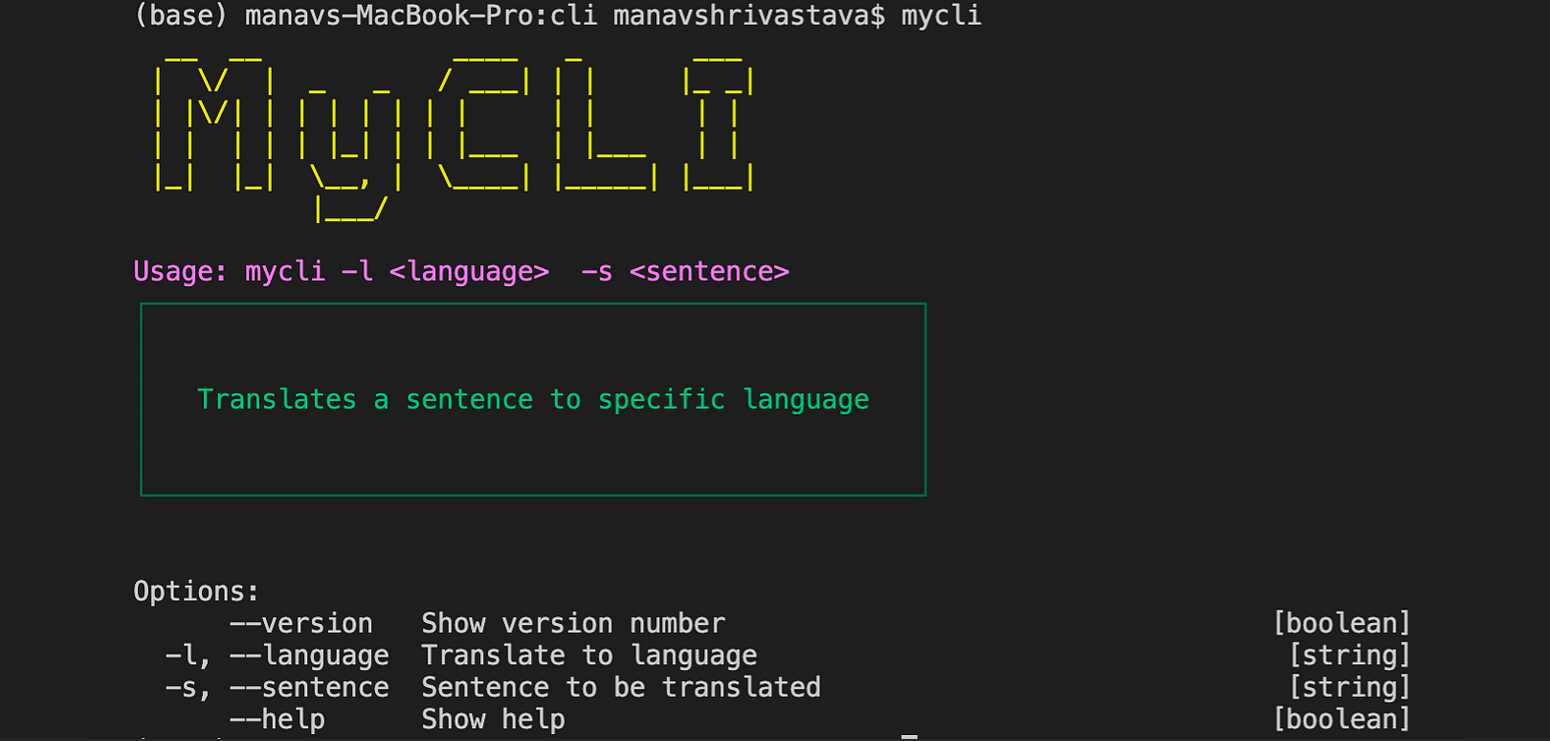 (base) manavs-MacBook-Pro:cli manavshrivastava$ mycli
MyCLI
Usage: mycli -l <language>  -s <sentence>
Translates a sentence to specific language
Options:
      --version   Show version number                                [boolean]
  -l, --language  Translate to language                               [string]
  -s, --sentence  Sentence to be translated                           [string]
      --help      Show help                                          [boolean]